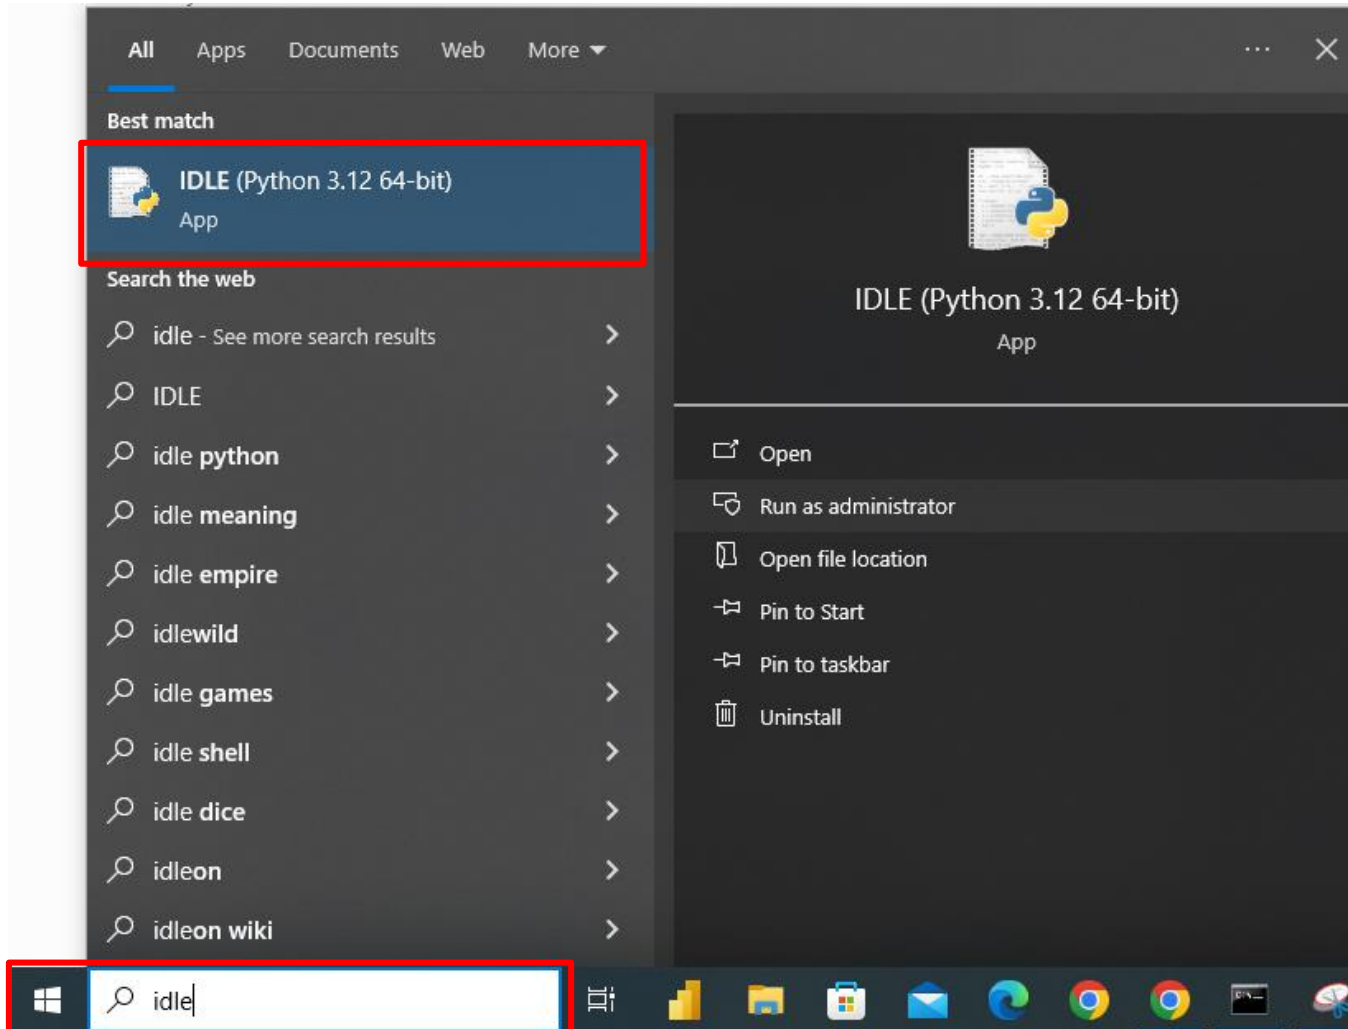 All Apps Documents Web More
Best match
IDLE (Python 3.12 64-bit)
App
Search the web
idle - See more search results
IDLE
idle python
idle meaning
idle empire
idlewild
idle games
idle shell
idle dice
idleon
idleon wiki
IDLE (Python 3.12 64-bit)
App
Open
Run as administrator
Open file location
Pin to Start
Pin to taskbar
Uninstall
idle